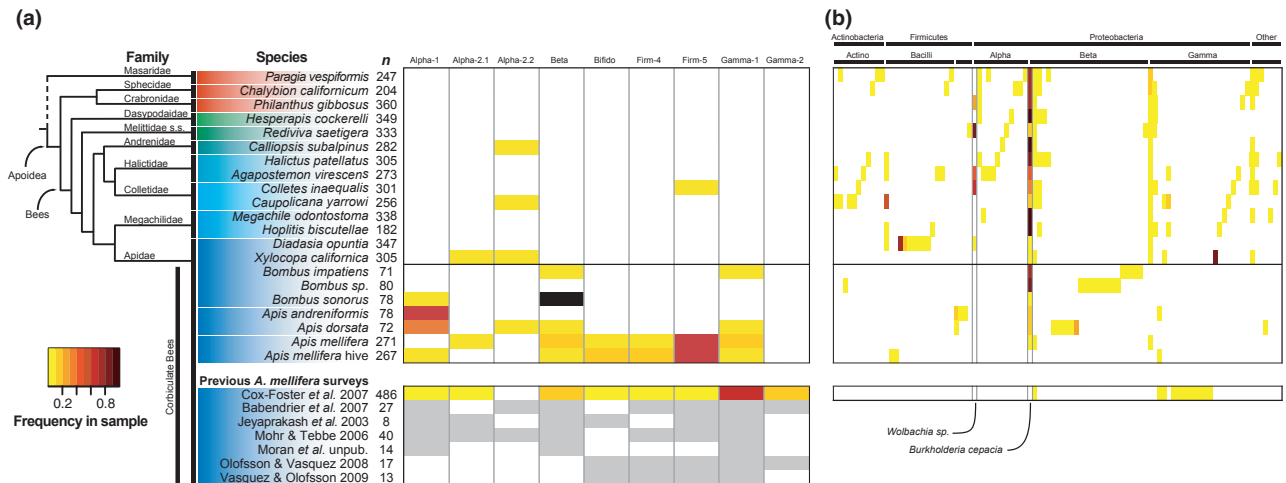 (a)
(b)
Family Species n Alpha-1 Alpha-2.1 Alpha-2.2 Beta Bifido Firm-4 Firm-5 Gamma-1 Gamma-2
Actinobacteria Firmicutes Proteobacteria Other
Actino Bacilli Alpha Beta Gamma
Masaridae Paragia vespiformis 247
Sphecidae Chalybion californicum 204
Crabronidae Philanthus gibbosus 360
Dasypodaidae Hesperapis cockerelli 349
Melittidae s.s. Rediviva saetigera 333
Andrenidae Calliopsis subalpinus 282
Halictidae Halictus patellatus 305
Agapostemon virescens 273
Colletidae Colletes inaequalis 301
Caupolicana yarrowi 256
Megachilidae Megachile odontostoma 338
Hoplitis biscutellae 182
Diadasia opuntia 347
Apidae Xylocopa californica 305
Bombus impatiens 71
Bombus sp. 80
Bombus sonorus 78
Apis andreniformis 78
Apis dorsata 72
Apis mellifera 271
Apis mellifera hive 267
Apoidea
Bees
Corbiculate Bees
0.2 0.8
Frequency in sample
Previous A. mellifera surveys
Cox-Foster et al. 2007 486
Babendrier et al. 2007 27
Jeyaprakash et al. 2003 8
Mohr & Tebbe 2006 40
Moran et al. unpub. 14
Olofsson & Vasquez 2008 17
Vasquez & Olofsson 2009 13
Wolbachia sp.
Burkholderia cepacia